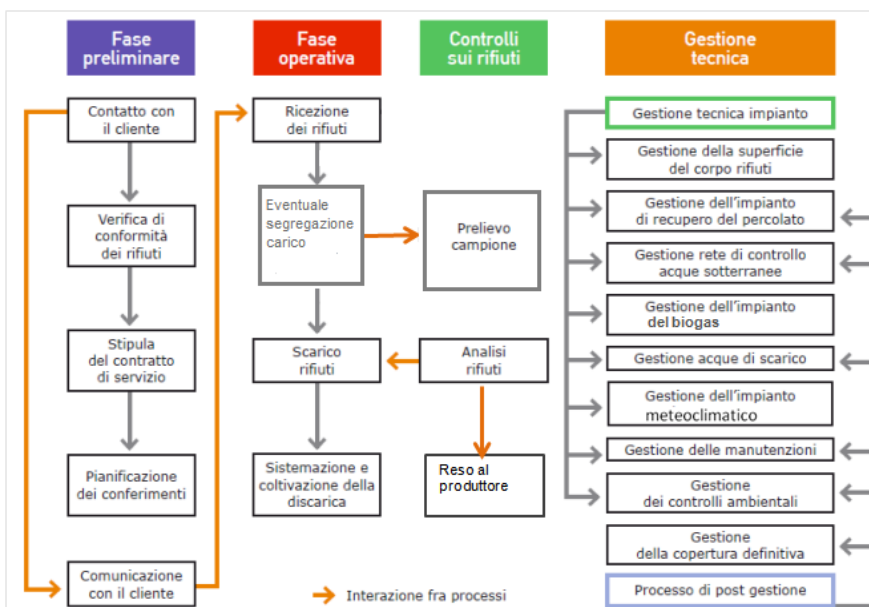 Fase
preliminare
Fase
operativa
Controlli
sui rifiuti
Gestione
tecnica
Contatto con
il cliente
Verifica di
conformità
dei rifiuti
Stipula
del contratto
di servizio
Pianificazione
dei conferimenti
Comunicazione
con il cliente
Ricezione
dei rifiuti
Eventuale
segregazione
carico
Scarico
rifiuti
Sistemazione e
coltivazione della
discarica
Prelievo
campione
Analisi
rifiuti
Reso al
produttore
Gestione tecnica impianto
Gestione della superficie
del corpo rifiuti
Gestione dell'impianto
di recupero del percolato
Gestione rete di controllo
acque sotterranee
Gestione dell'impianto
del biogas
Gestione acque di scarico
Gestione dell'impianto
meteoclimatico
Gestione delle manutenzioni
Gestione
dei controlli ambientali
Gestione
della copertura definitiva
Processo di post gestione
Interazione fra processi